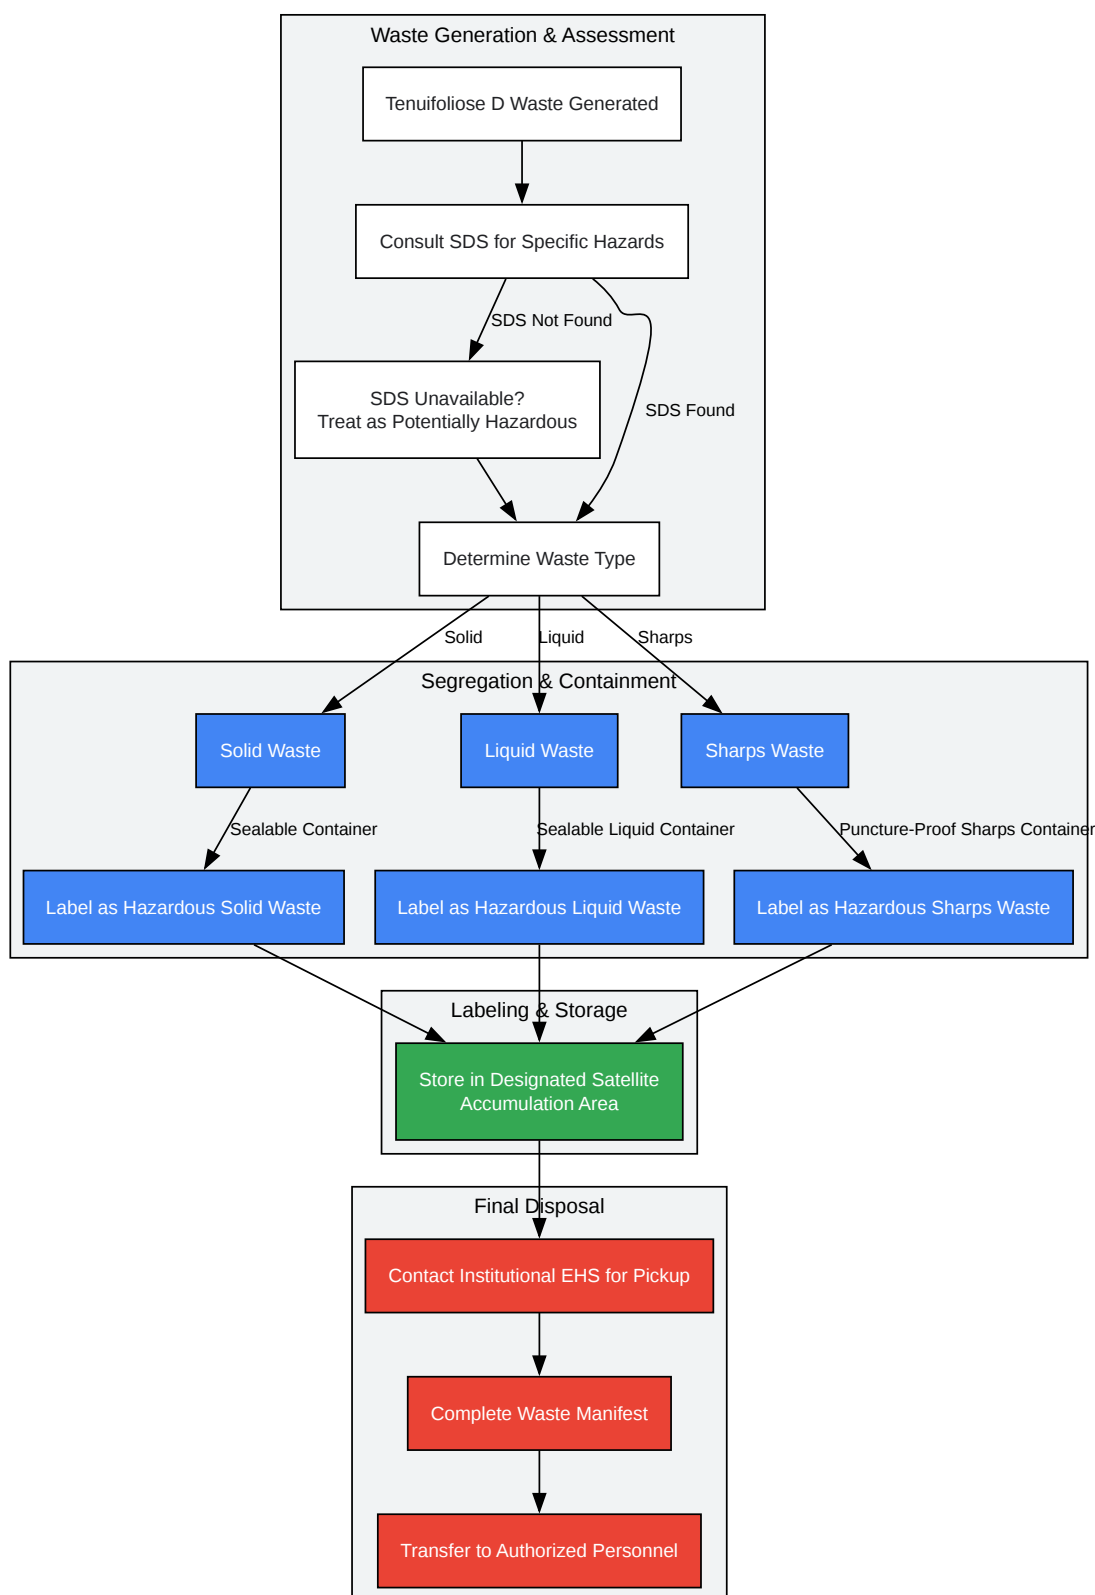 Waste Generation & Assessment
Tenuifoliose D Waste Generated
Consult SDS for Specific Hazards
SDS Not Found
SDS Unavailable?
Treat as Potentially Hazardous
SDS Found
Determine Waste Type
Solid
Liquid
Sharps
Segregation & Containment
Solid Waste
Liquid Waste
Sharps Waste
Sealable Container
Sealable Liquid Container
Puncture-Proof Sharps Container
Label as Hazardous Solid Waste
Label as Hazardous Liquid Waste
Label as Hazardous Sharps Waste
Labeling & Storage
Store in Designated Satellite
Accumulation Area
Final Disposal
Contact Institutional EHS for Pickup
Complete Waste Manifest
Transfer to Authorized Personnel